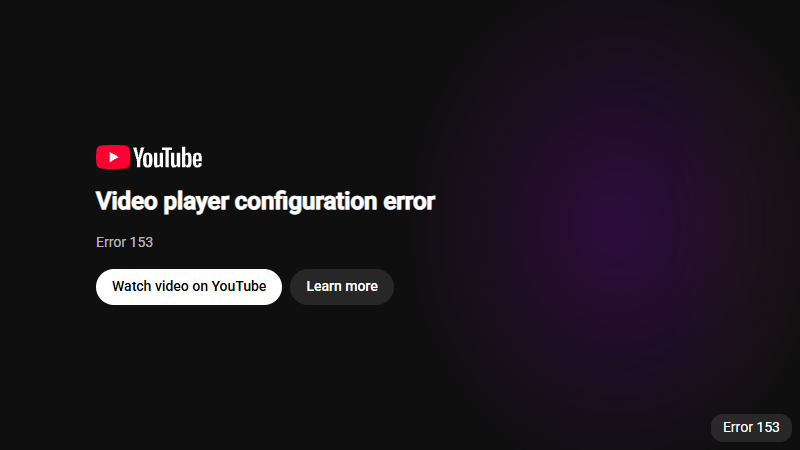 YouTube
Video player configuration error
Error 153
Watch video on YouTube
Learn more
Error 153